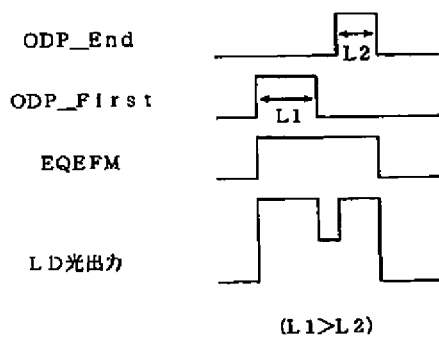 ODP_End
L2
ODP_First
L1
EQEFM
LD光出力
(L1>L2)